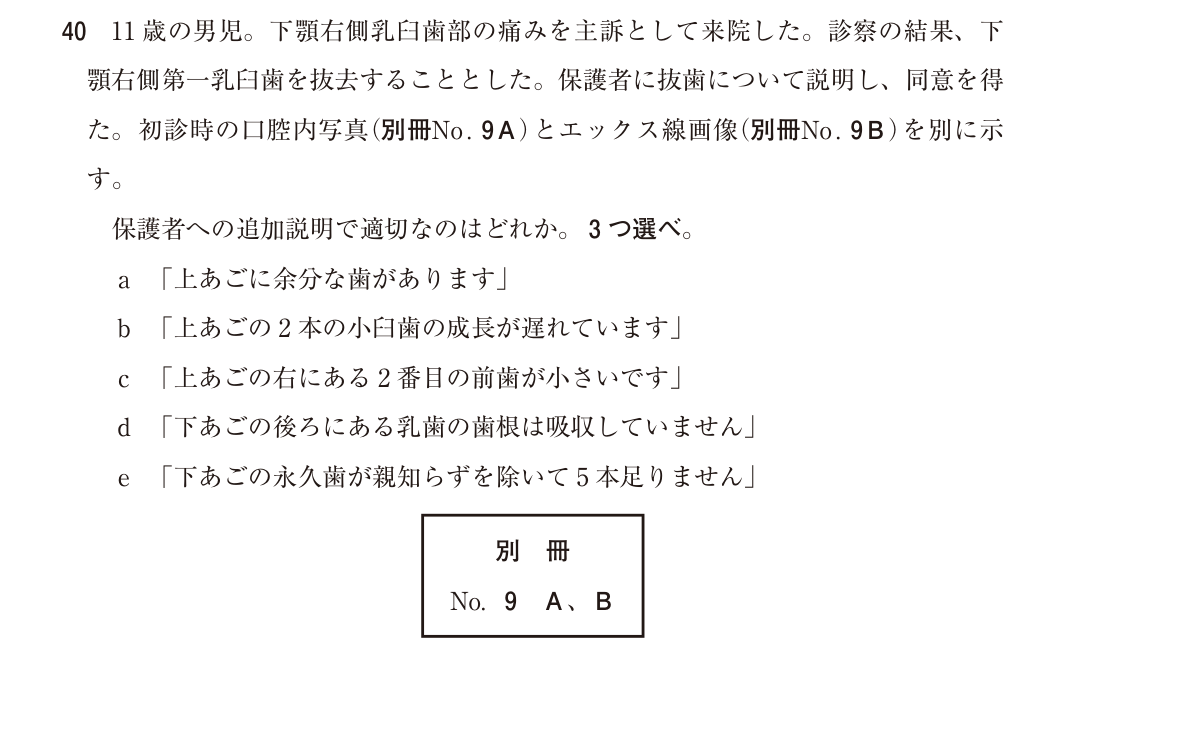 40 11歳の男児。下顎右側乳臼歯部の痛みを主訴として来院した。診察の結果、下
顎右側第一乳臼歯を抜去することとした。保護者に抜歯について説明し、同意を得
た。初診時の口腔内写真(別冊No. 9A)とエックス線画像(別冊No. 9B)を別に示
す。
保護者への追加説明で適切なのはどれか。3つ選べ。
a 「上あごに余分な歯があります」
b 「上あごの2本の小臼歯の成長が遅れています」
c 「上あごの右にある2番目の前歯が小さいです」
d 「下あごの後ろにある乳歯の歯根は吸収していません」
e 「下あごの永久歯が親知らずを除いて5本足りません」
別 冊
No. 9 A、B